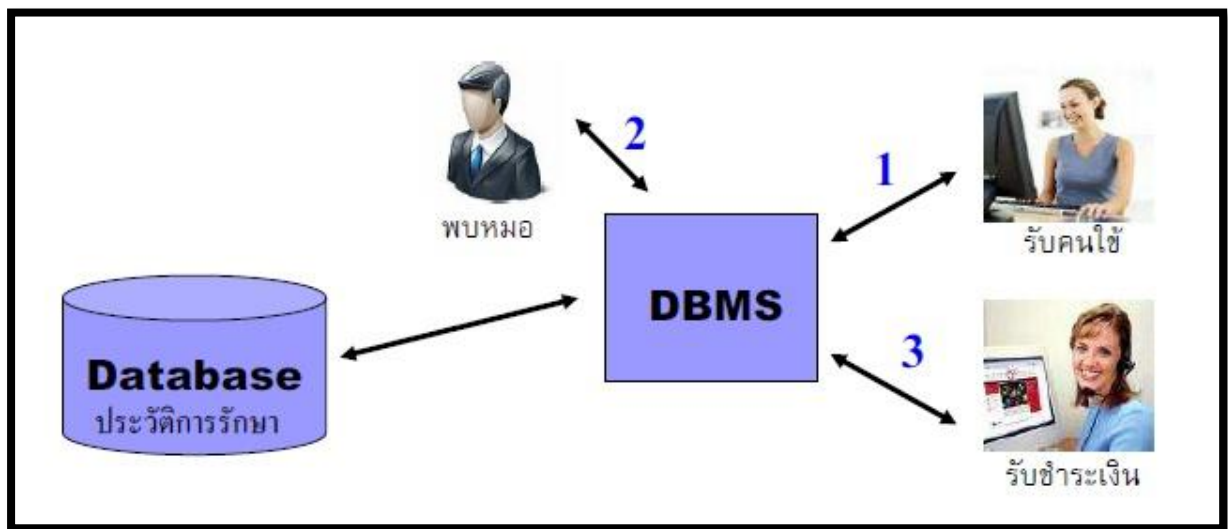 2
1
พบหมอ
รับคนใข้
DBMS
3
Database
ประวัติการรักษา
รับชำระเงิน